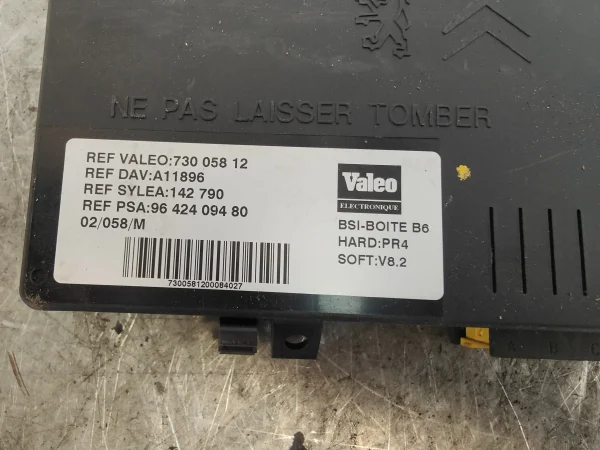 NE PAS LAISSER TOMBER
REF VALEO:730 058 12
REF DAV:A11896
REF SYLEA:142 790
REF PSA:96 424 094 80
02/058/M
7300581200084027
Valeo
ELECTRONIQUE
BSI-BOITE B6
HARD:PR4
SOFT:V8.2
A B C